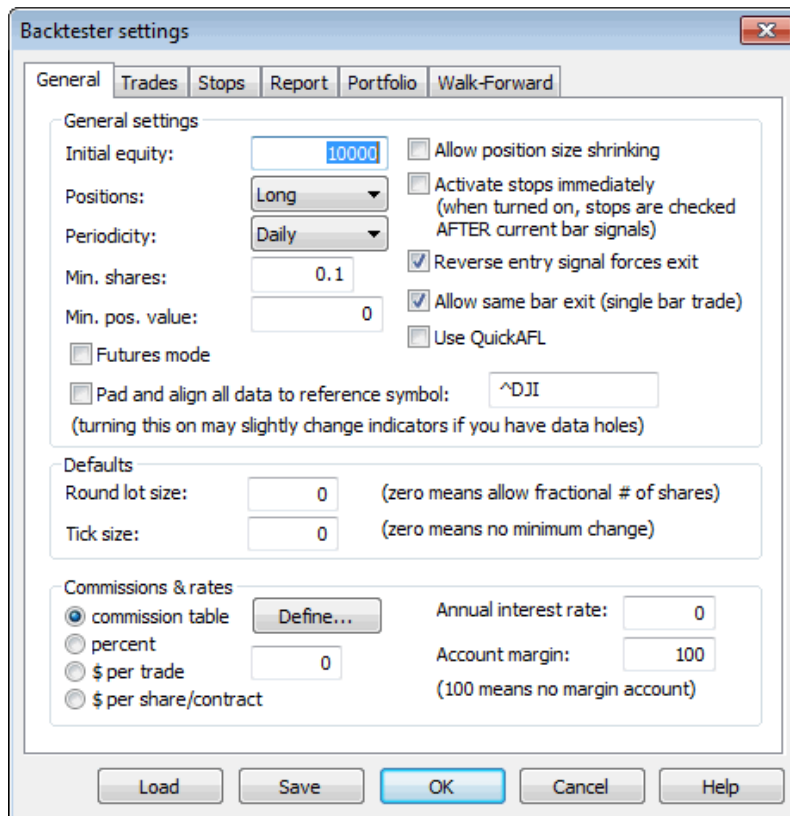 Backtester settings
General Trades Stops Report Portfolio Walk-Forward
General settings
Initial equity: 10000
Allow position size shrinking
Positions: Long
Activate stops immediately
(when turned on, stops are checked
AFTER current bar signals)
Periodicity: Daily
Reverse entry signal forces exit
Min. shares: 0.1
Allow same bar exit (single bar trade)
Min. pos. value: 0
Use QuickAFL
Futures mode
Pad and align all data to reference symbol: ^DJI
(turning this on may slightly change indicators if you have data holes)
Defaults
Round lot size: 0 (zero means allow fractional # of shares)
Tick size: 0 (zero means no minimum change)
Commissions & rates
commission table Define... Annual interest rate: 0
percent
0 Account margin: 100
$ per trade
(100 means no margin account)
$ per share/contract
Load Save OK Cancel Help